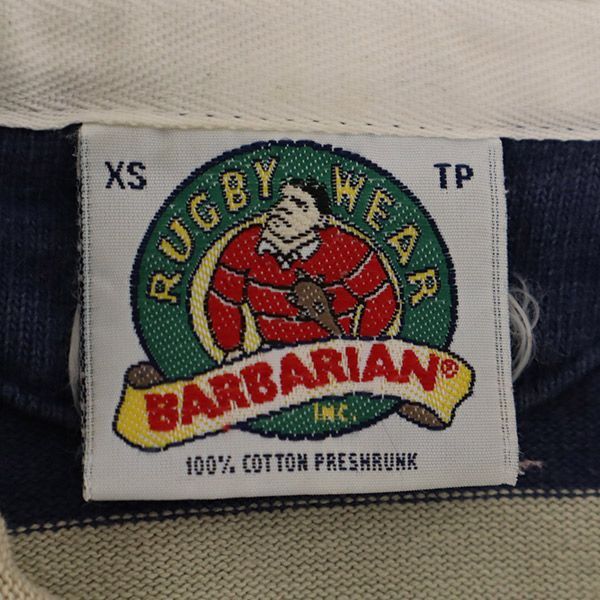 XS TP
RUGBY WEAR
BARBARIAN®
INC.
100% COTTON PRESHRUNK